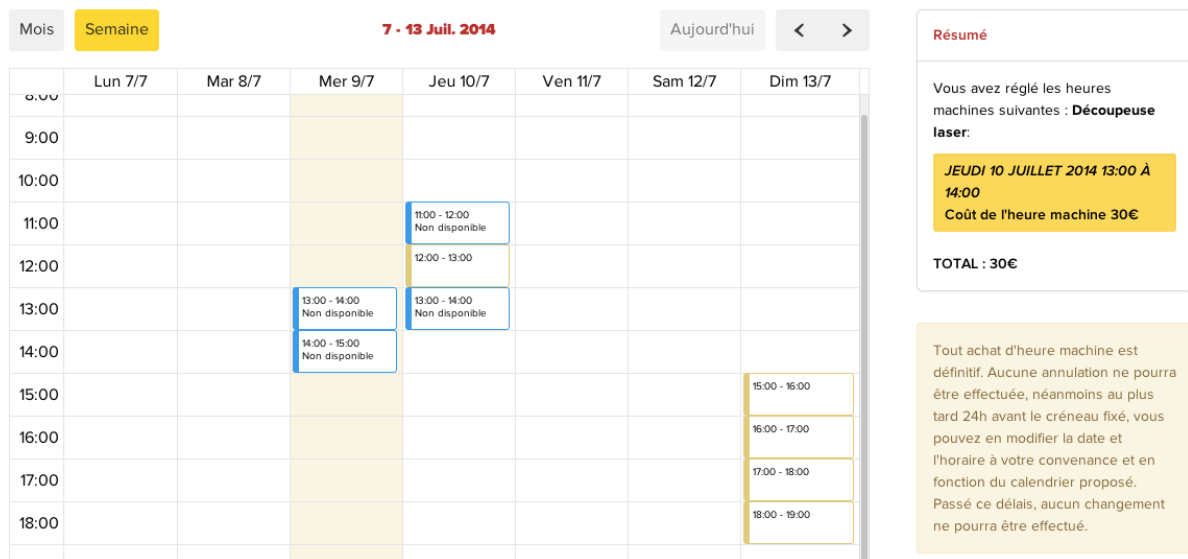 Mois
Semaine
7 - 13 Juil. 2014
Aujourd'hui
Lun 7/7
Mar 8/7
Mer 9/7
Jeu 10/7
Ven 11/7
Sam 12/7
Dim 13/7
8:00
9:00
10:00
11:00
12:00
13:00
14:00
15:00
16:00
17:00
18:00
13:00 - 14:00
Non disponible
14:00 - 15:00
Non disponible
11:00 - 12:00
Non disponible
12:00 - 13:00
13:00 - 14:00
Non disponible
15:00 - 16:00
16:00 - 17:00
17:00 - 18:00
18:00 - 19:00
Résumé
Vous avez réglé les heures
machines suivantes : Découpeuse
laser:
JEUDI 10 JUILLET 2014 13:00 À
14:00
Coût de l'heure machine 30€
TOTAL : 30€
Tout achat d'heure machine est
définitif. Aucune annulation ne pourra
être effectuée, néanmoins au plus
tard 24h avant le créneau fixé, vous
pouvez en modifier la date et
l'horaire à votre convenance et en
fonction du calendrier proposé.
Passé ce délais, aucun changement
ne pourra être effectué.